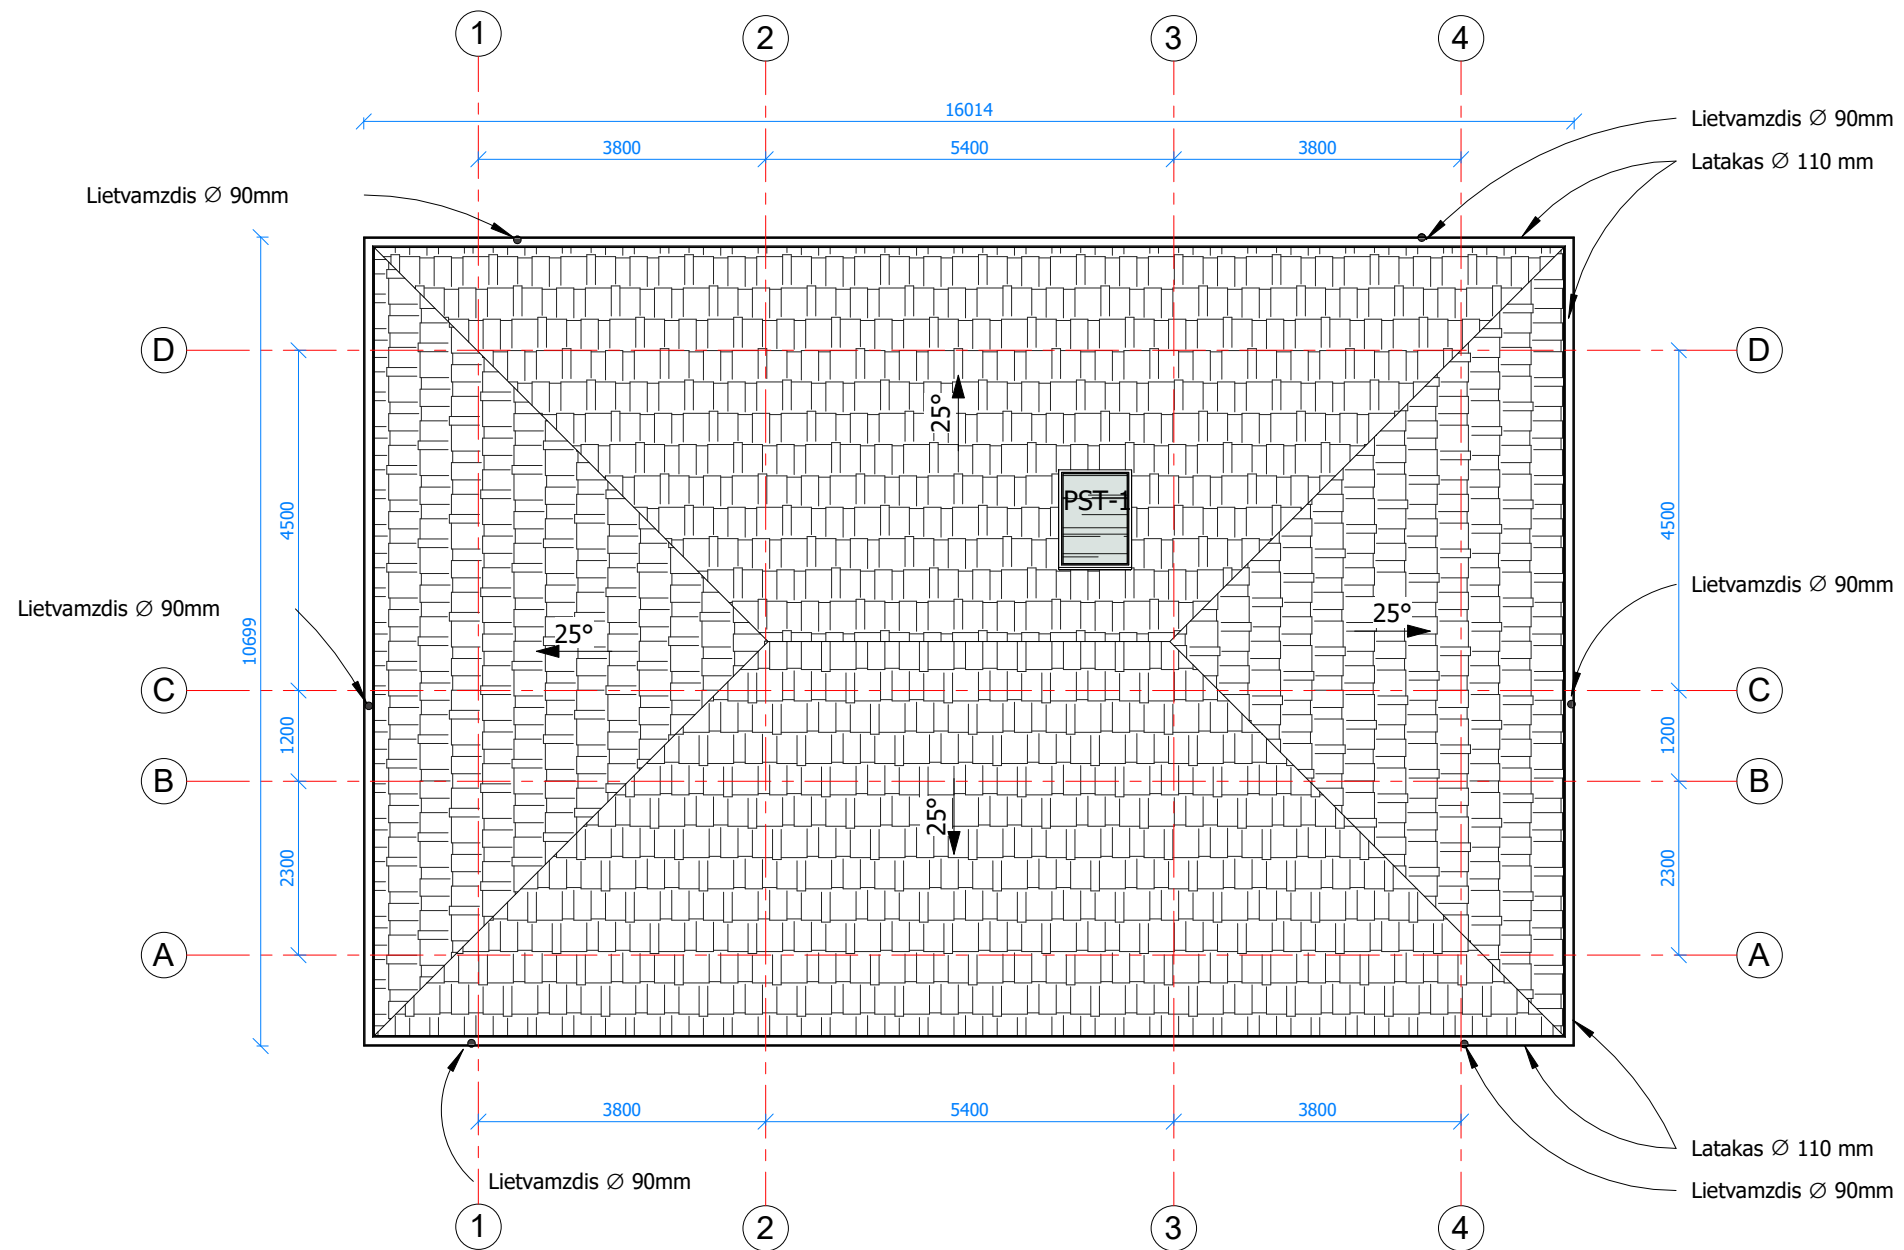 1
2
3
4
16014
Lietvamzdis ∅ 90mm
3800
5400
3800
Latakas ∅ 110 mm
Lietvamzdis ∅ 90mm
D
D
25°
4500
PST-1
4500
Lietvamzdis ∅ 90mm
Lietvamzdis ∅ 90mm
25°
25°
10699
C
C
1200
1200
B
B
25°
2300
2300
A
A
3800
5400
3800
Latakas ∅ 110 mm
Lietvamzdis ∅ 90mm
Lietvamzdis ∅ 90mm
1
2
3
4